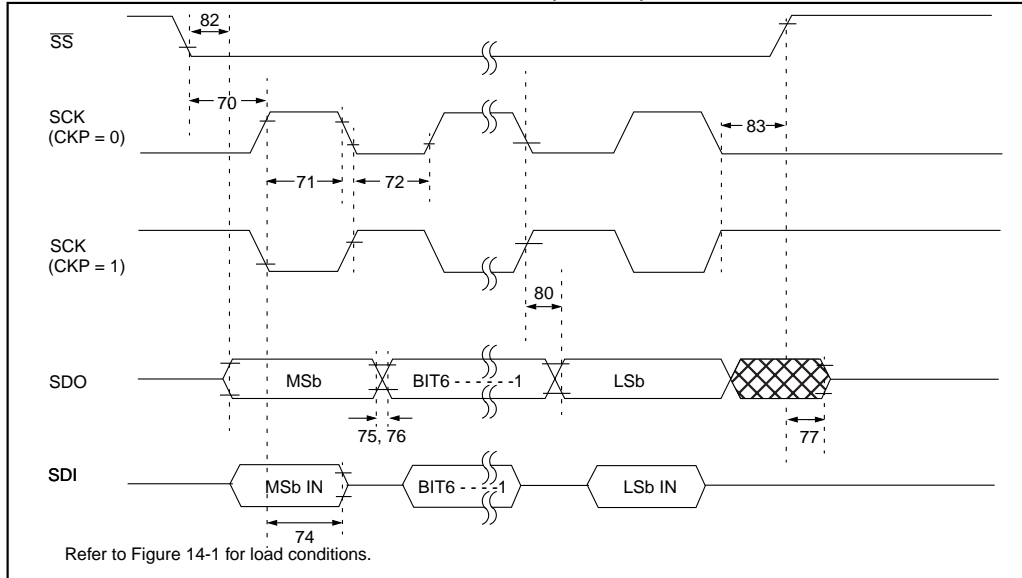 82
SS
70
SCK
(CKP = 0)
83
71
72
SCK
(CKP = 1)
80
SDO
MSb
BIT6 - - - - - -1
LSb
75, 76
77
SDI
MSb IN
BIT6 - - - -1
LSb IN
74
Refer to Figure 14-1 for load conditions.